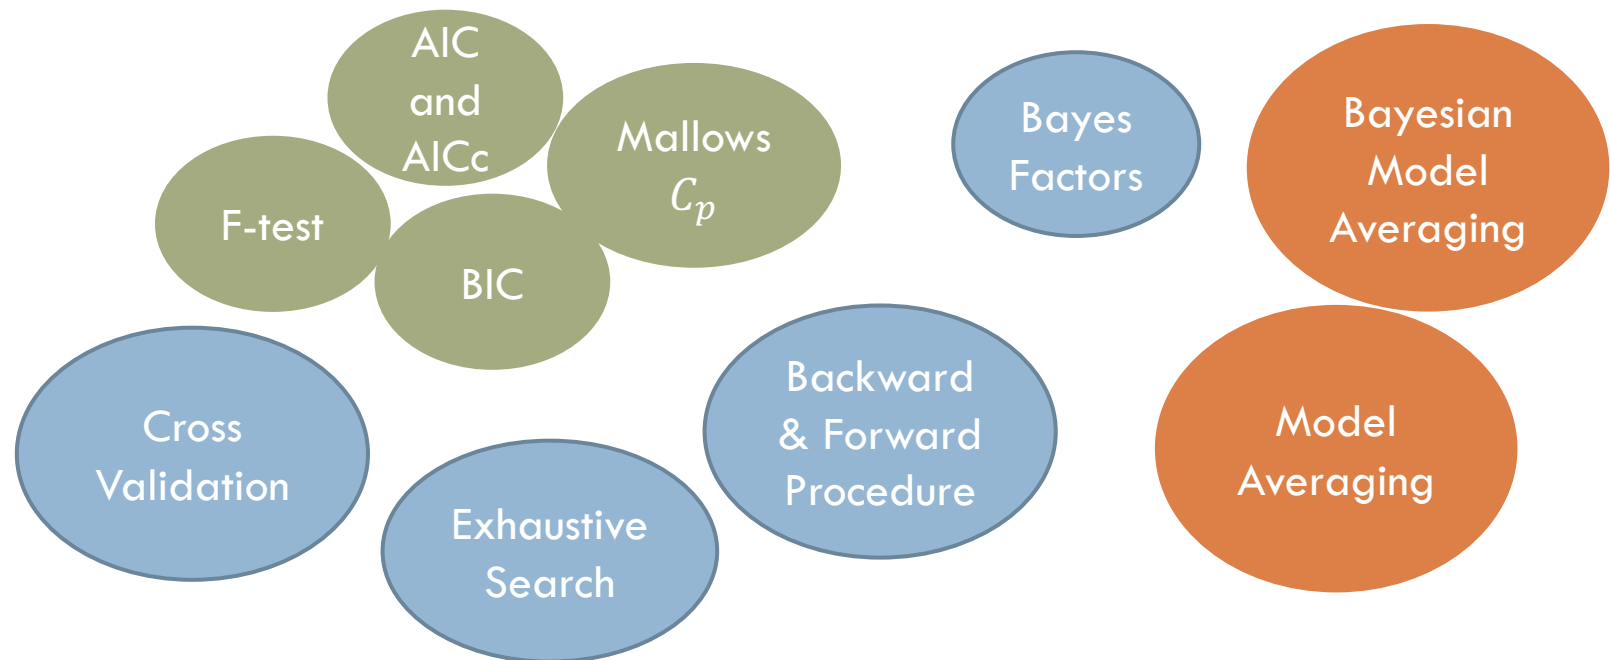 AIC
and
AICc
Mallows
C_p
F-test
BIC
Bayes
Factors
Bayesian
Model
Averaging
Cross
Validation
Exhaustive
Search
Backward
& Forward
Procedure
Model
Averaging